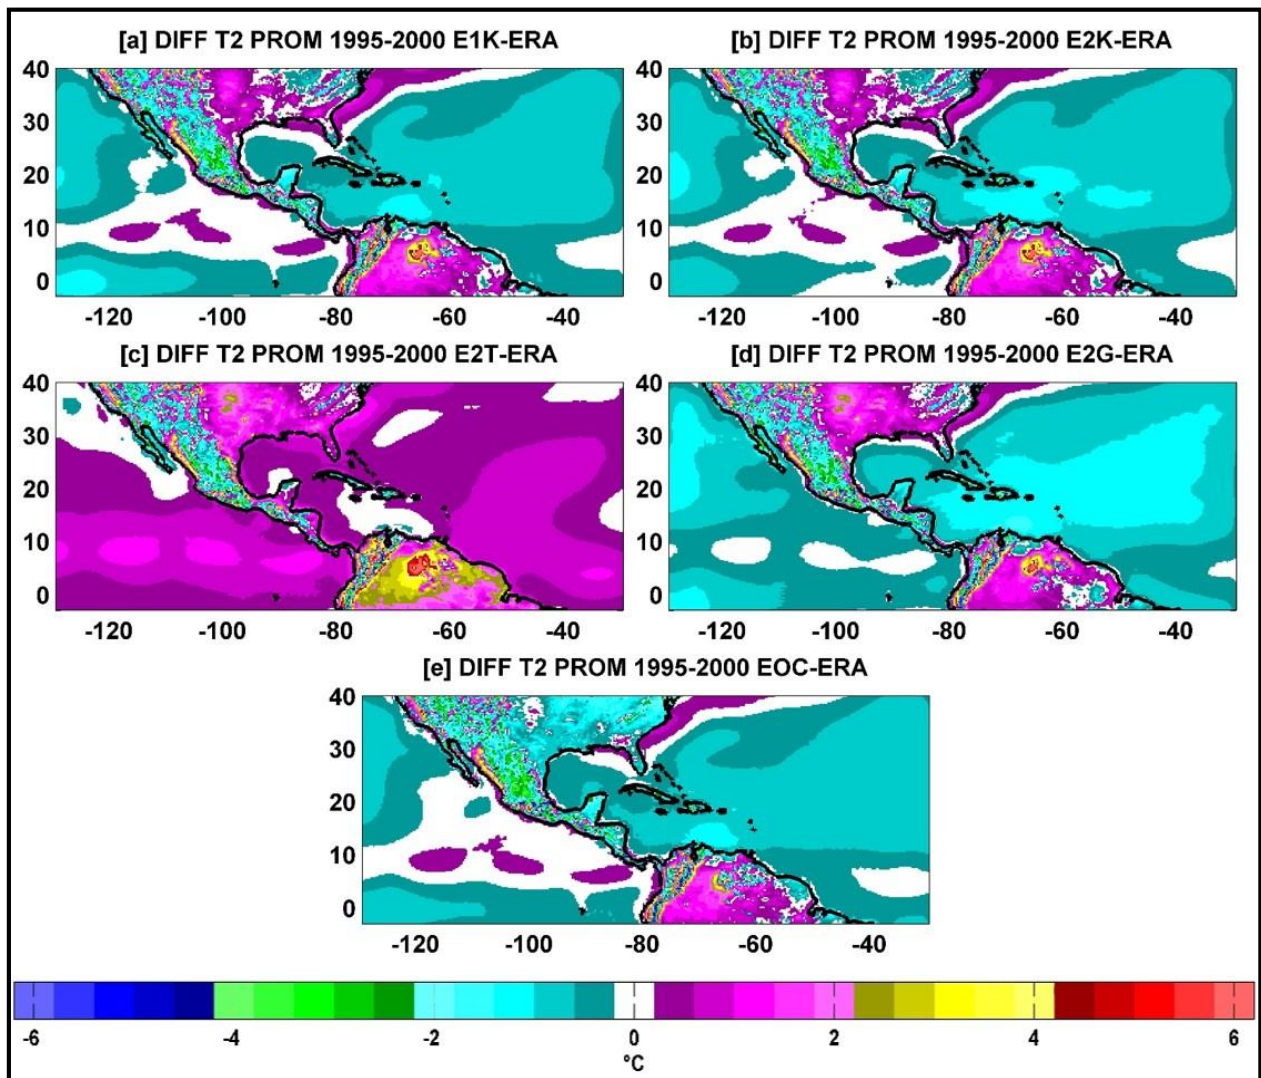 [a] DIFF T2 PROM 1995-2000 E1K-ERA
40
30
20
10
0
-120 -100 -80 -60 -40
[b] DIFF T2 PROM 1995-2000 E2K-ERA
40
30
20
10
0
-120 -100 -80 -60 -40
[c] DIFF T2 PROM 1995-2000 E2T-ERA
40
30
20
10
0
-120 -100 -80 -60 -40
[d] DIFF T2 PROM 1995-2000 E2G-ERA
40
30
20
10
0
-120 -100 -80 -60 -40
[e] DIFF T2 PROM 1995-2000 EOC-ERA
40
30
20
10
0
-120 -100 -80 -60 -40
-6 -4 -2 0 2 4 6
°C